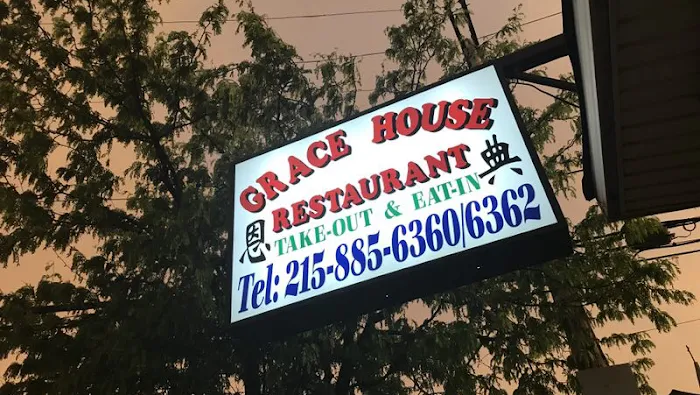 GRACE HOUSE
恩 RESTAURANT 典
TAKE-OUT & EAT-IN
Tel: 215-885-6360/6362